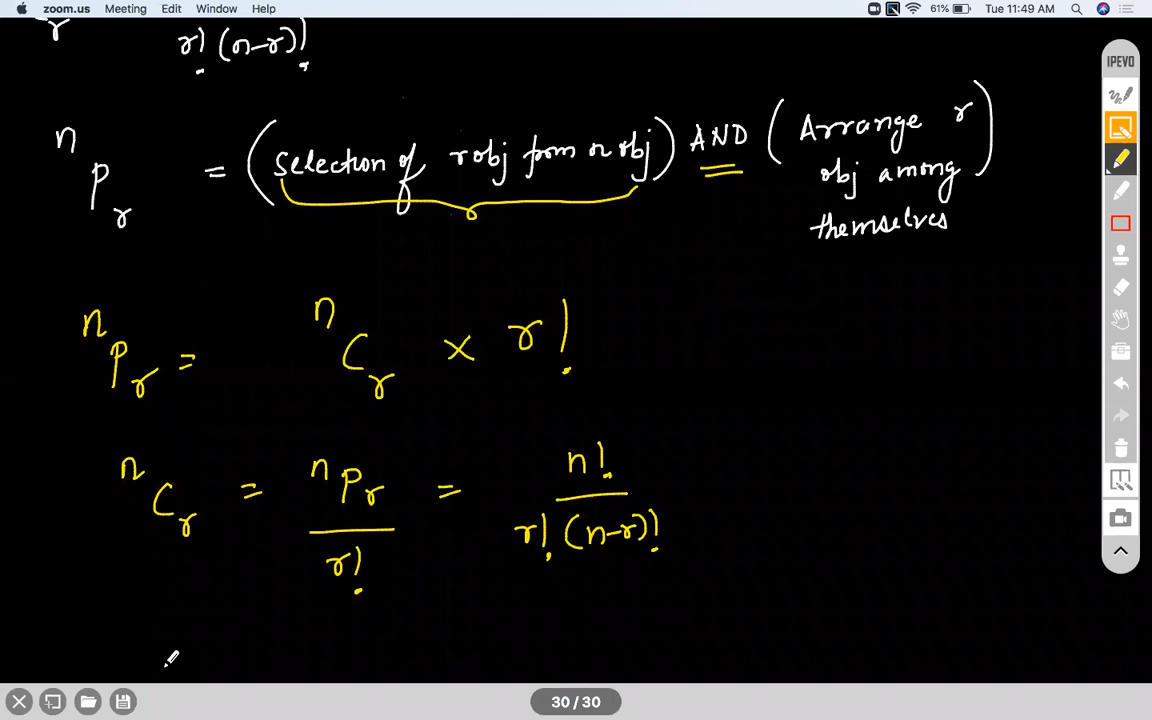 zoom.us Meeting Edit Window Help 61% Tue 11:49 AM
IPEVO
r r! (n-r)!
nPr = (selection of r obj from n obj) AND (Arrange r
obj among
themselves)
nPr = nCr × r!
nCr = nPr / r! = n! / r! (n-r)!
30 / 30